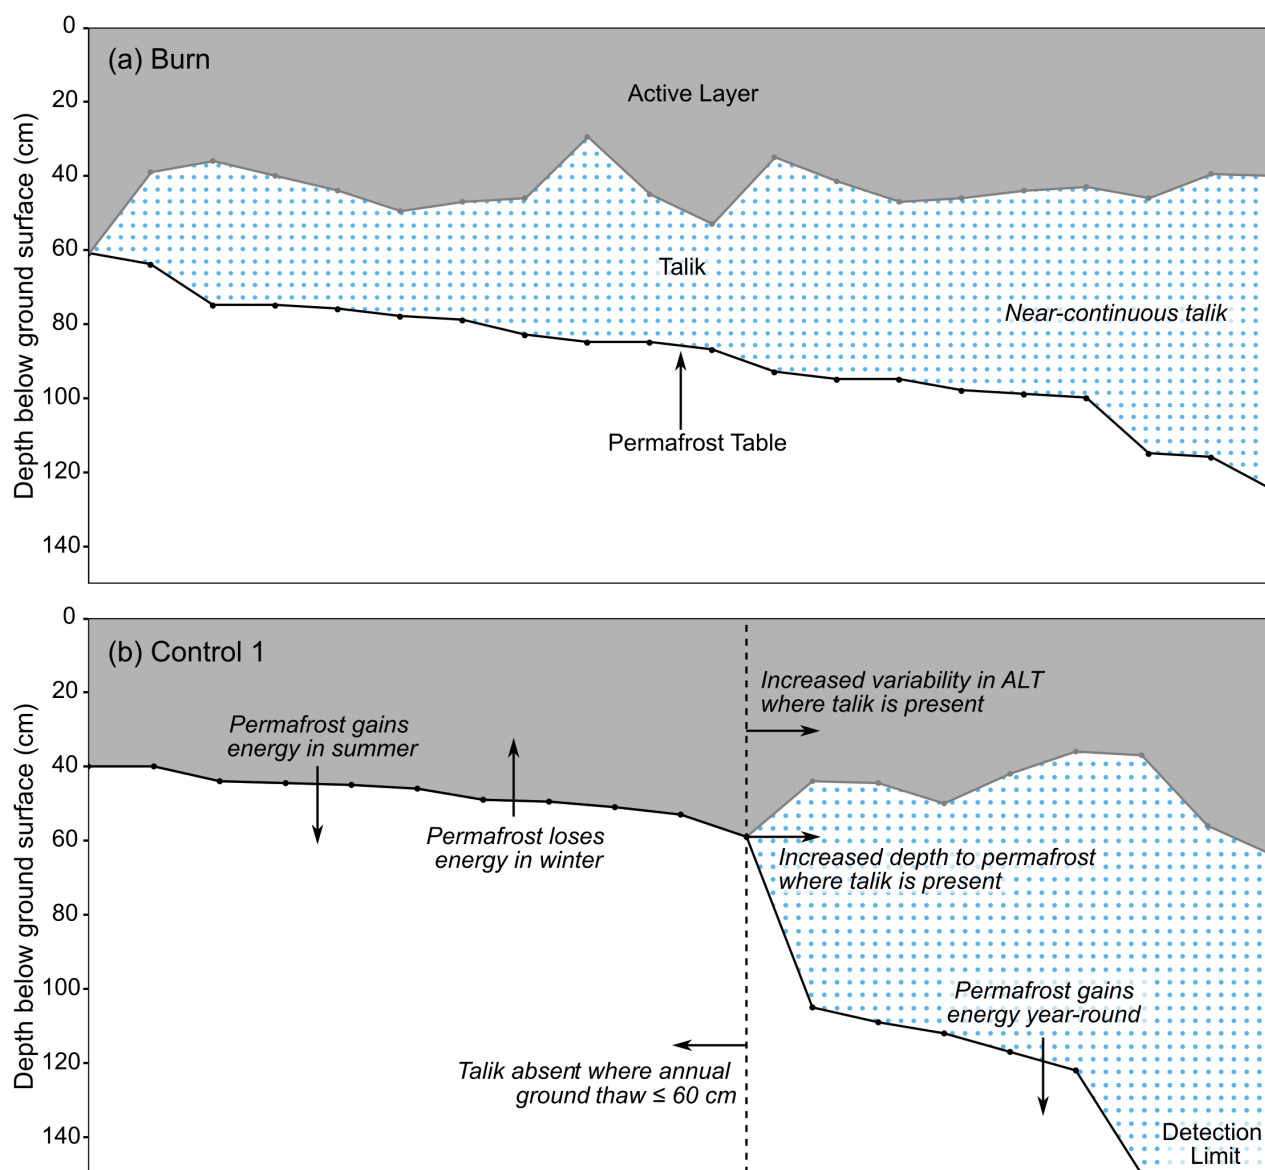 0
(a) Burn
Active Layer
20
40
60
Talik
80
Near-continuous talik
100
Permafrost Table
120
140
Depth below ground surface (cm)
0
(b) Control 1
20
Increased variability in ALT
where talik is present
Permafrost gains
energy in summer
40
Permafrost loses
energy in winter
60
Increased depth to permafrost
where talik is present
80
100
Permafrost gains
energy year-round
120
Talik absent where annual
ground thaw ≤ 60 cm
140
Detection
Limit
Depth below ground surface (cm)